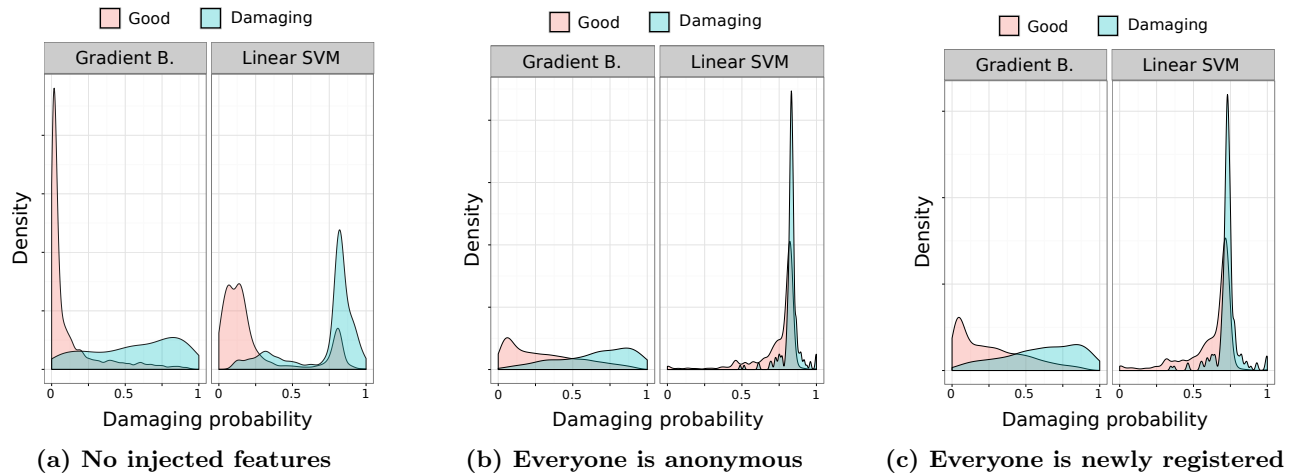 Good Damaging
Gradient B. Linear SVM
Density
0 0.5 1 0 0.5 1
Damaging probability
(a) No injected features
Good Damaging
Gradient B. Linear SVM
Density
0 0.5 1 0 0.5 1
Damaging probability
(b) Everyone is anonymous
Good Damaging
Gradient B. Linear SVM
Density
0 0.5 1 0 0.5 1
Damaging probability
(c) Everyone is newly registered